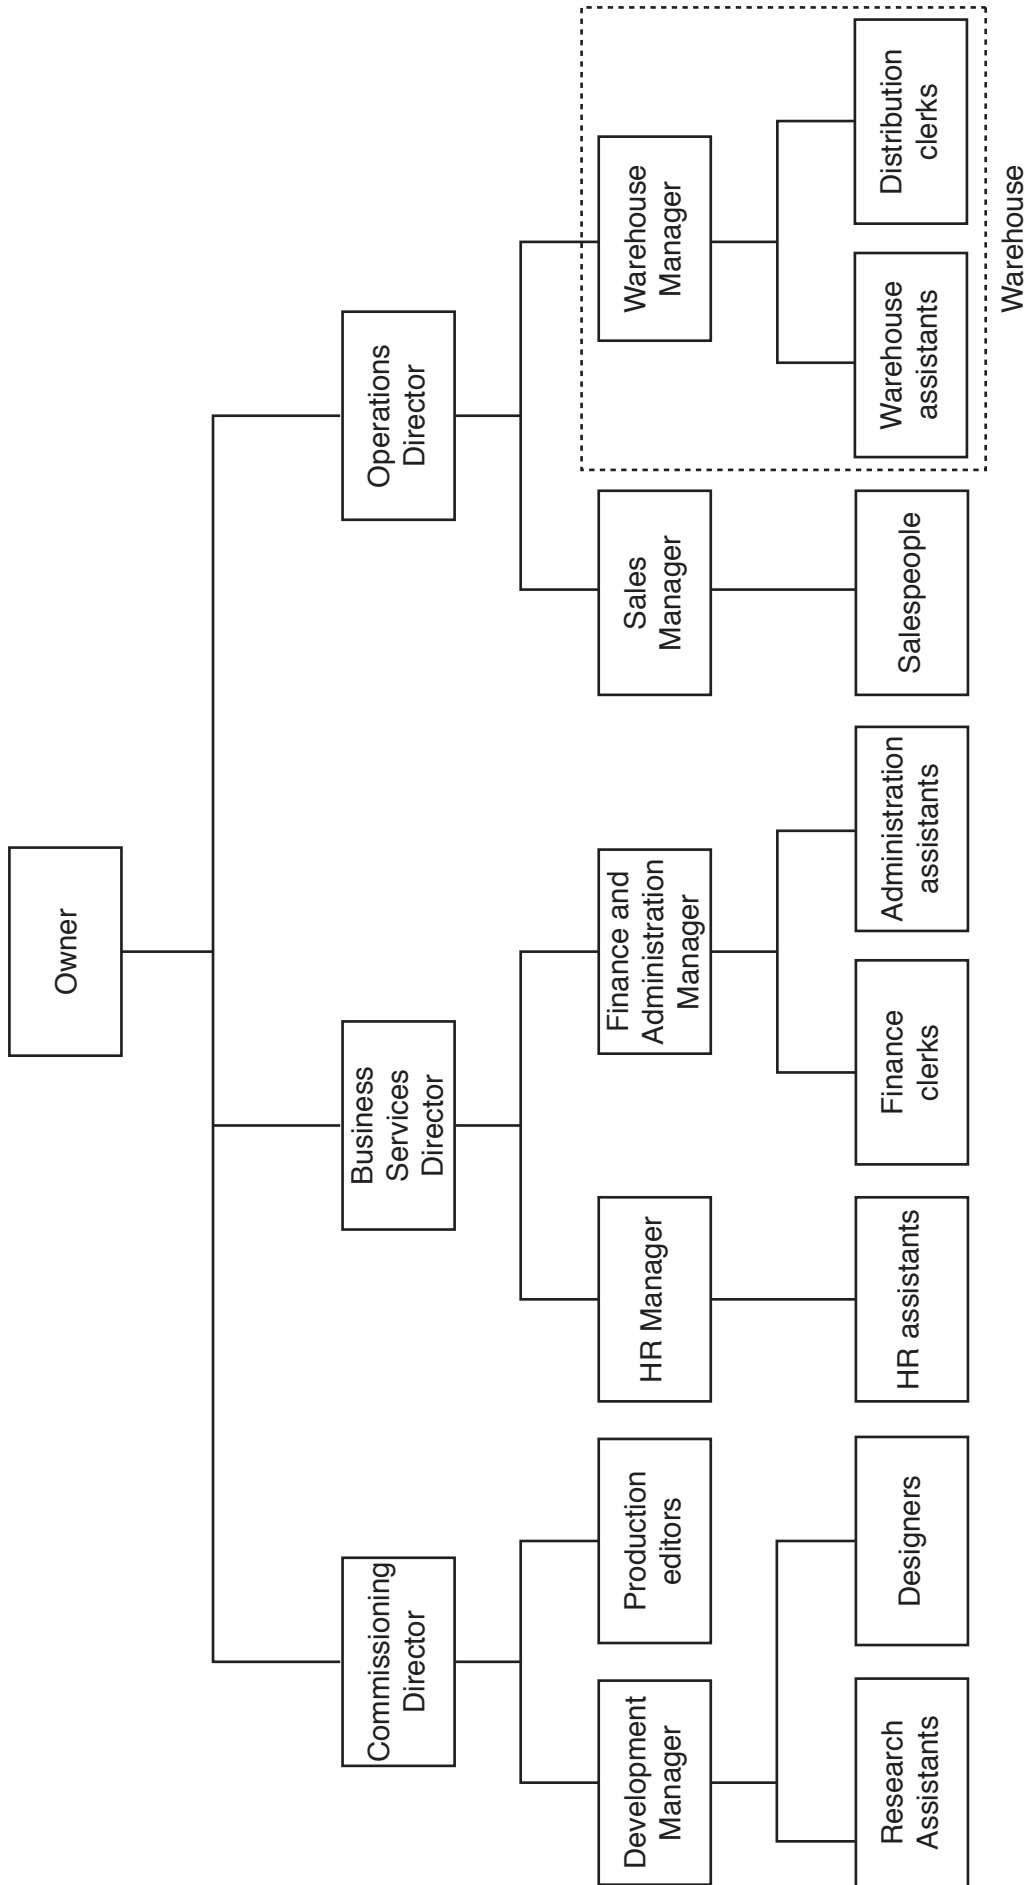 Owner
Commissioning
Director
Business
Services
Director
Operations
Director
Development
Manager
Production
editors
HR Manager
Finance and
Administration
Manager
Sales
Manager
Warehouse
Manager
Research
Assistants
Designers
HR assistants
Finance
clerks
Administration
assistants
Salespeople
Warehouse
assistants
Distribution
clerks
Warehouse